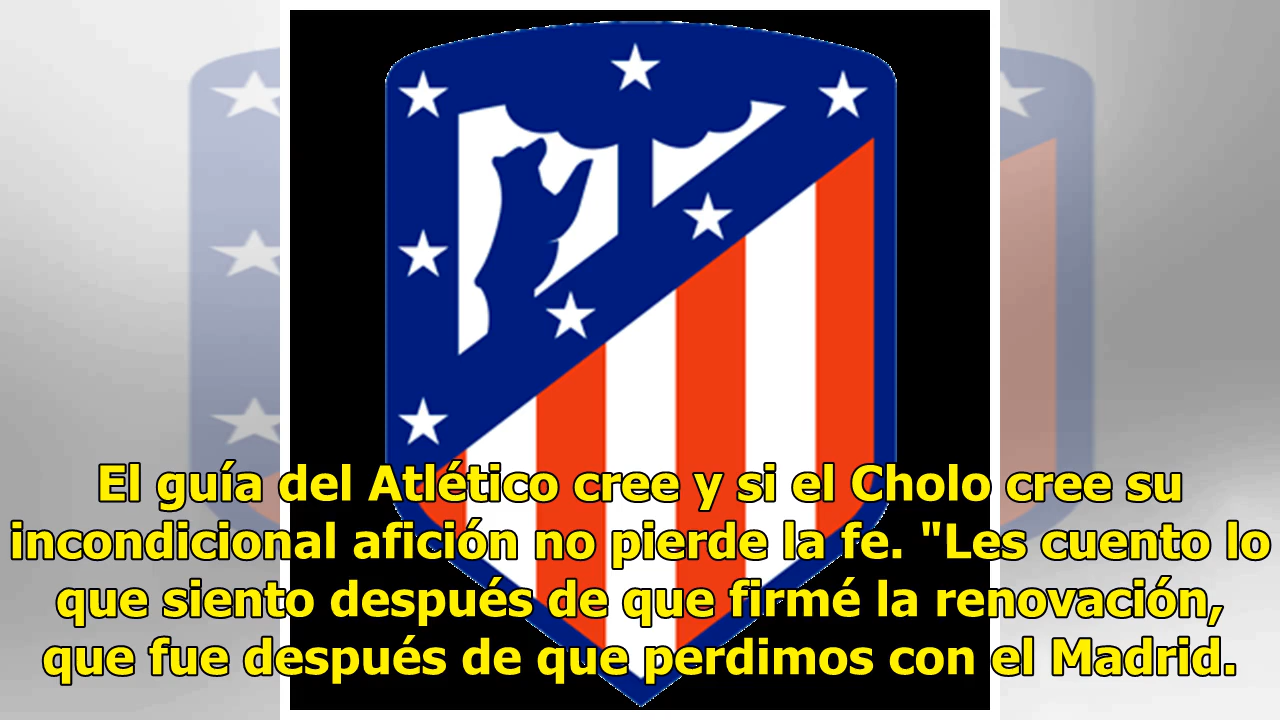 El guía del Atlético cree y si el Cholo cree su
incondicional afición no pierde la fe. "Les cuento lo
que siento después de que firmé la renovación,
que fue después de que perdimos con el Madrid.